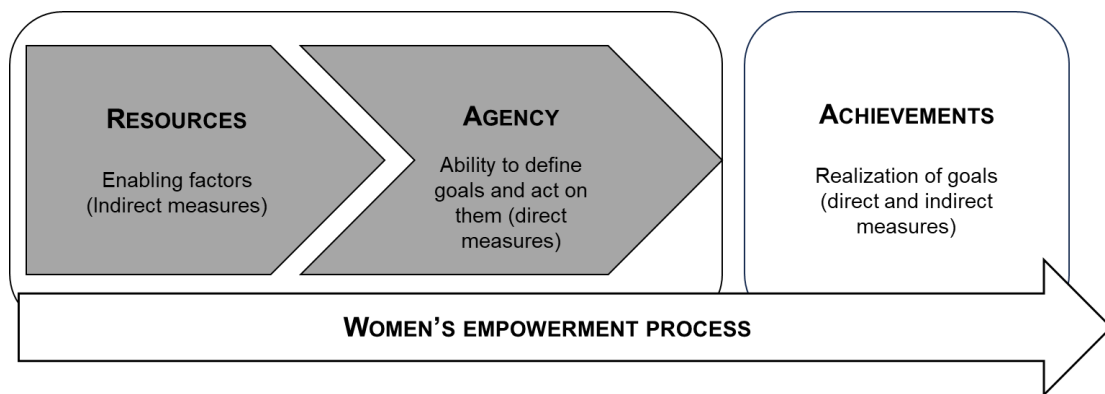 RESOURCES
Enabling factors
(Indirect measures)
AGENCY
Ability to define
goals and act on
them (direct
measures)
ACHIEVEMENTS
Realization of goals
(direct and indirect
measures)
WOMEN’S EMPOWERMENT PROCESS